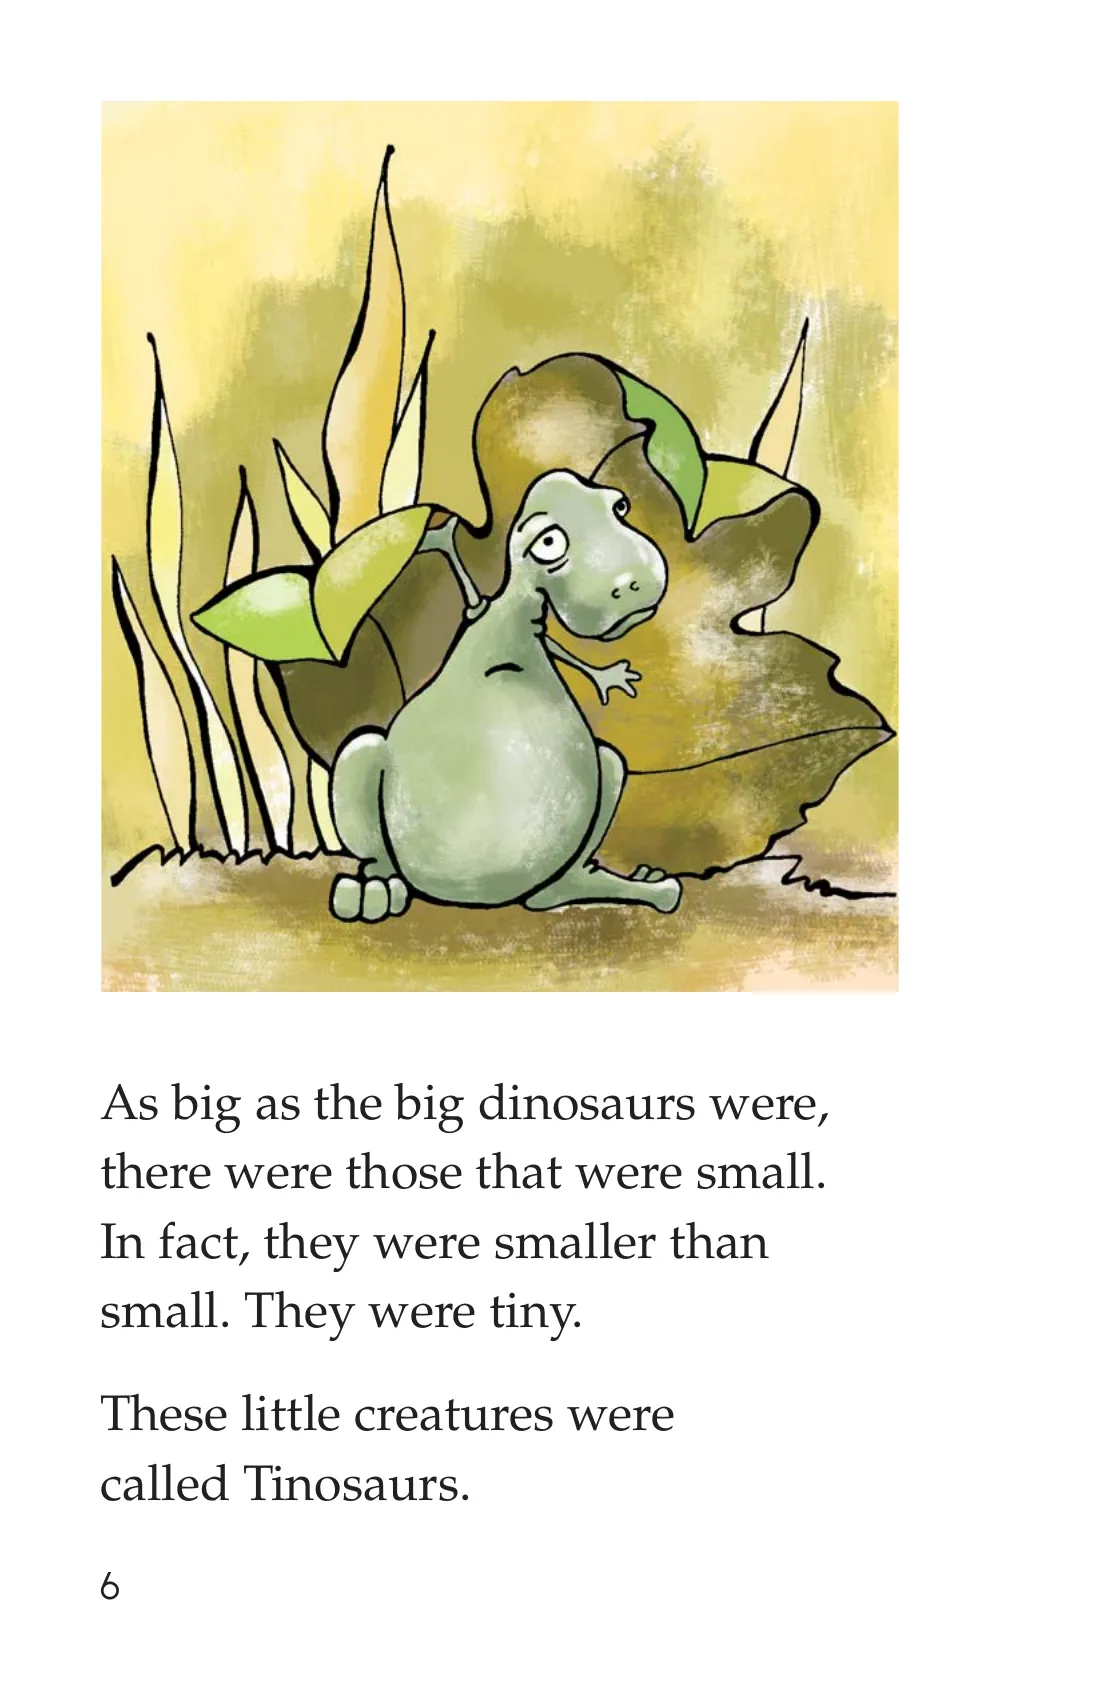 As big as the big dinosaurs were,
there were those that were small.
In fact, they were smaller than
small. They were tiny.
These little creatures were
called Tinosaurs.
6